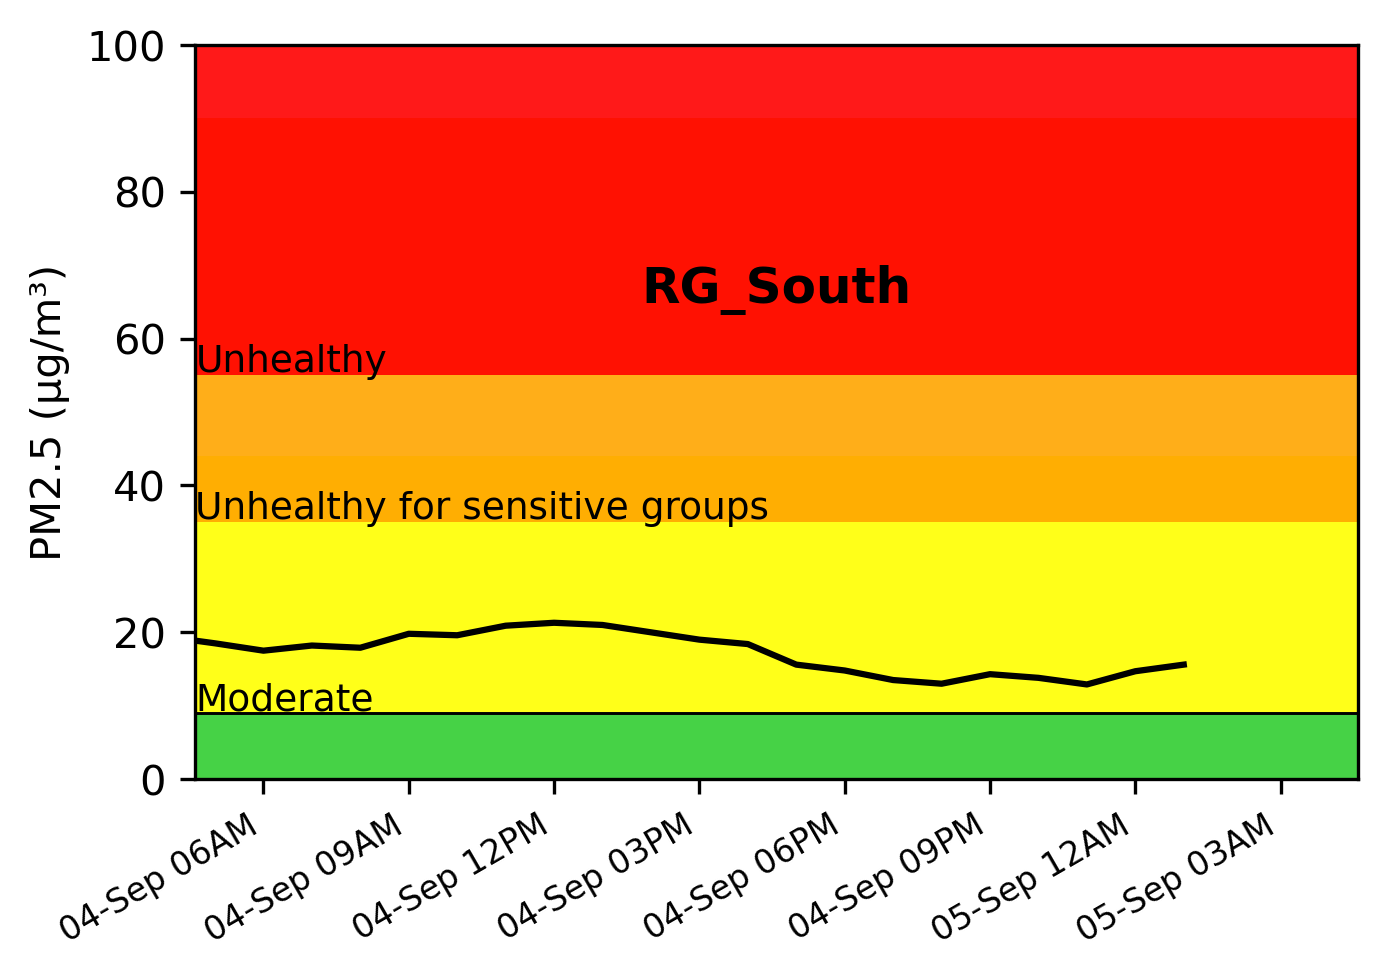 100
80
60
40
20
0
PM2.5 (µg/m³)
RG_South
Unhealthy
Unhealthy for sensitive groups
Moderate
04-Sep 06AM
04-Sep 09AM
04-Sep 12PM
04-Sep 03PM
04-Sep 06PM
04-Sep 09PM
05-Sep 12AM
05-Sep 03AM